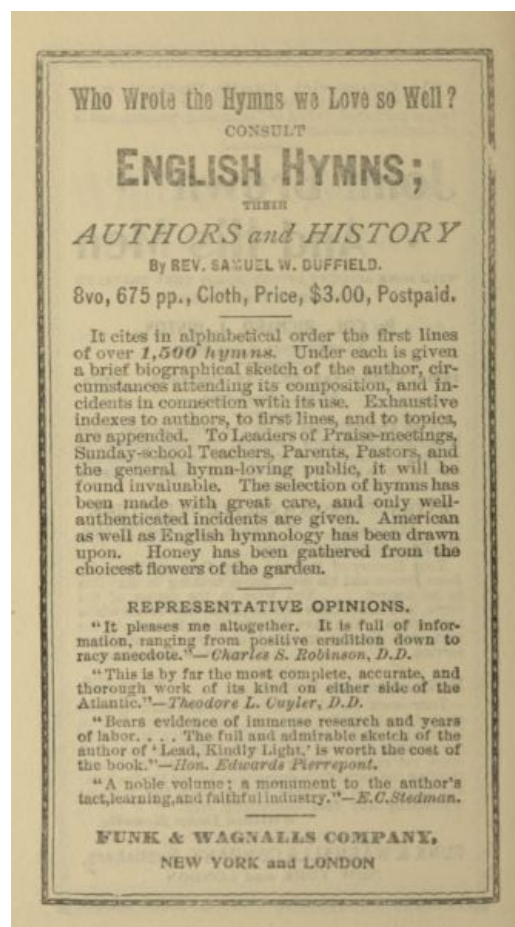 Who Wrote the Hymns we Love so Well?
CONSULT
ENGLISH HYMNS;
THEIR
AUTHORS and HISTORY
By REV. SAMUEL W. DUFFIELD.
8vo, 675 pp., Cloth, Price, $3.00, Postpaid.
It cites in alphabetical order the first lines
of over 1,500 hymns. Under each is given
a brief biographical sketch of the author, cir-
cumstances attending its composition, and in-
cidents in connection with its use. Exhaustive
indexes to authors, to first lines, and to topics,
are appended. To Leaders of Praise-meetings,
Sunday-school Teachers, Parents, Pastors, and
the general hymn-loving public, it will be
found invaluable. The selection of hymns has
been made with great care, and only well-
authenticated incidents are given. American
as well as English hymnology has been drawn
upon. Honey has been gathered from the
choicest flowers of the garden.
REPRESENTATIVE OPINIONS.
"It pleases me altogether. It is full of infor-
mation, ranging from positive erudition down to
racy anecdote."—Charles S. Robinson, D.D.
"This is by far the most complete, accurate, and
thorough work of its kind on either side of the
Atlantic."—Theodore L. Cuyler, D.D.
"Bears evidence of immense research and years
of labor. . . . The full and admirable sketch of the
author of 'Lead, Kindly Light,' is worth the cost of
the book."—Hon. Edwards Pierrepont.
"A noble volume; a monument to the author's
tact, learning, and faithful industry."—E.C. Stedman.
FUNK & WAGNALLS COMPANY,
NEW YORK and LONDON